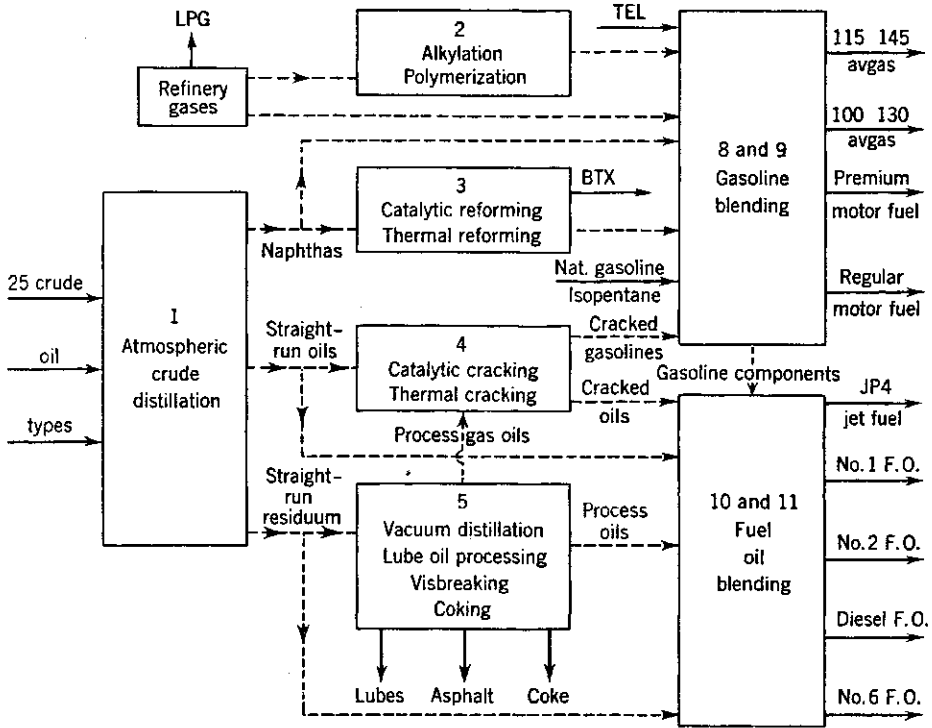 LPG
Refinery
gases
2
Alkylation
Polymerization
TEL
115 145
avgas
100 130
avgas
8 and 9
Gasoline
blending
Premium
motor fuel
Regular
motor fuel
3
Catalytic reforming
Thermal reforming
BTX
Naphthas
Nat. gasoline
Isopentane
25 crude
oil
types
1
Atmospheric
crude
distillation
Straight-
run oils
4
Catalytic cracking
Thermal cracking
Cracked
gasolines
Cracked
oils
Gasoline components
Process gas oils
Straight-
run residuum
5
Vacuum distillation
Lube oil processing
Visbreaking
Coking
Process
oils
10 and 11
Fuel
oil
blending
JP4
jet fuel
No.1 F.O.
No.2 F.O.
Diesel F.O.
No.6 F.O.
Lubes
Asphalt
Coke